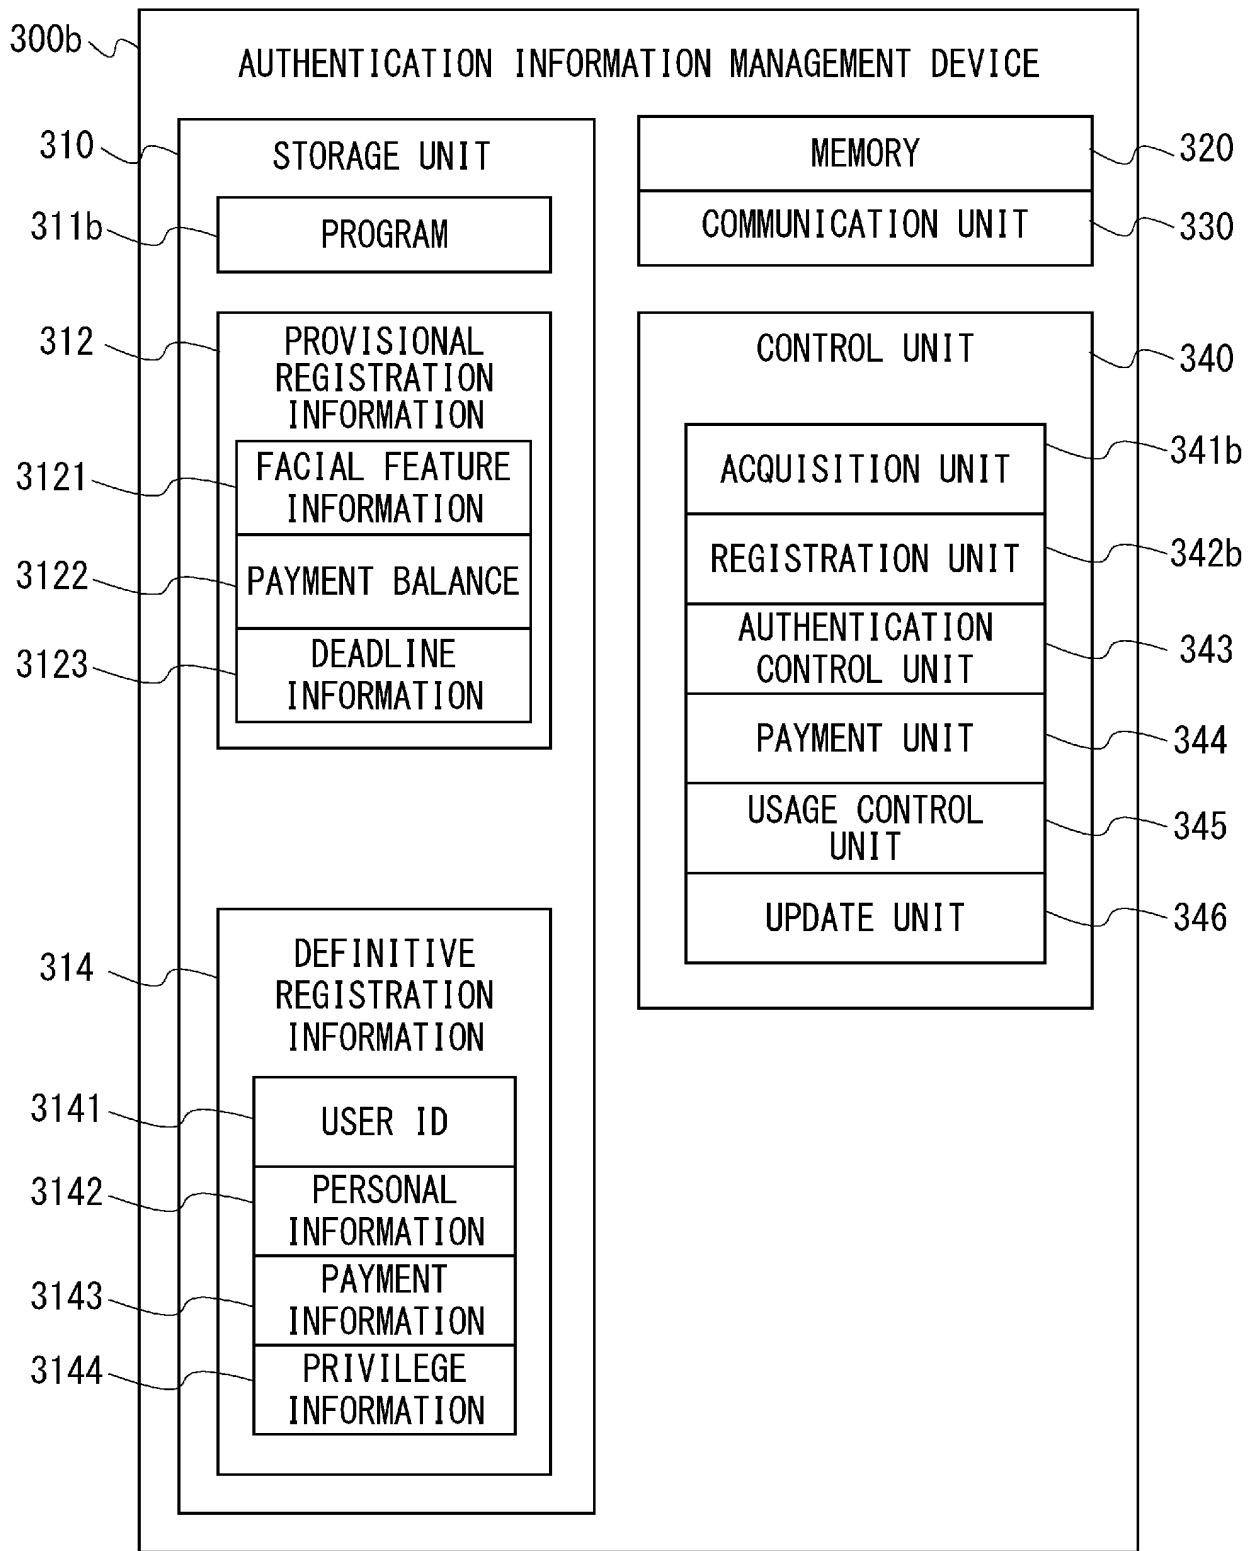 300b
AUTHENTICATION INFORMATION MANAGEMENT DEVICE
310
STORAGE UNIT
311b
PROGRAM
312
PROVISIONAL
REGISTRATION
INFORMATION
3121
FACIAL FEATURE
INFORMATION
3122
PAYMENT BALANCE
3123
DEADLINE
INFORMATION
314
DEFINITIVE
REGISTRATION
INFORMATION
3141
USER ID
3142
PERSONAL
INFORMATION
3143
PAYMENT
INFORMATION
3144
PRIVILEGE
INFORMATION
MEMORY
320
COMMUNICATION UNIT
330
CONTROL UNIT
340
ACQUISITION UNIT
341b
REGISTRATION UNIT
342b
AUTHENTICATION
CONTROL UNIT
343
PAYMENT UNIT
344
USAGE CONTROL
UNIT
345
UPDATE UNIT
346